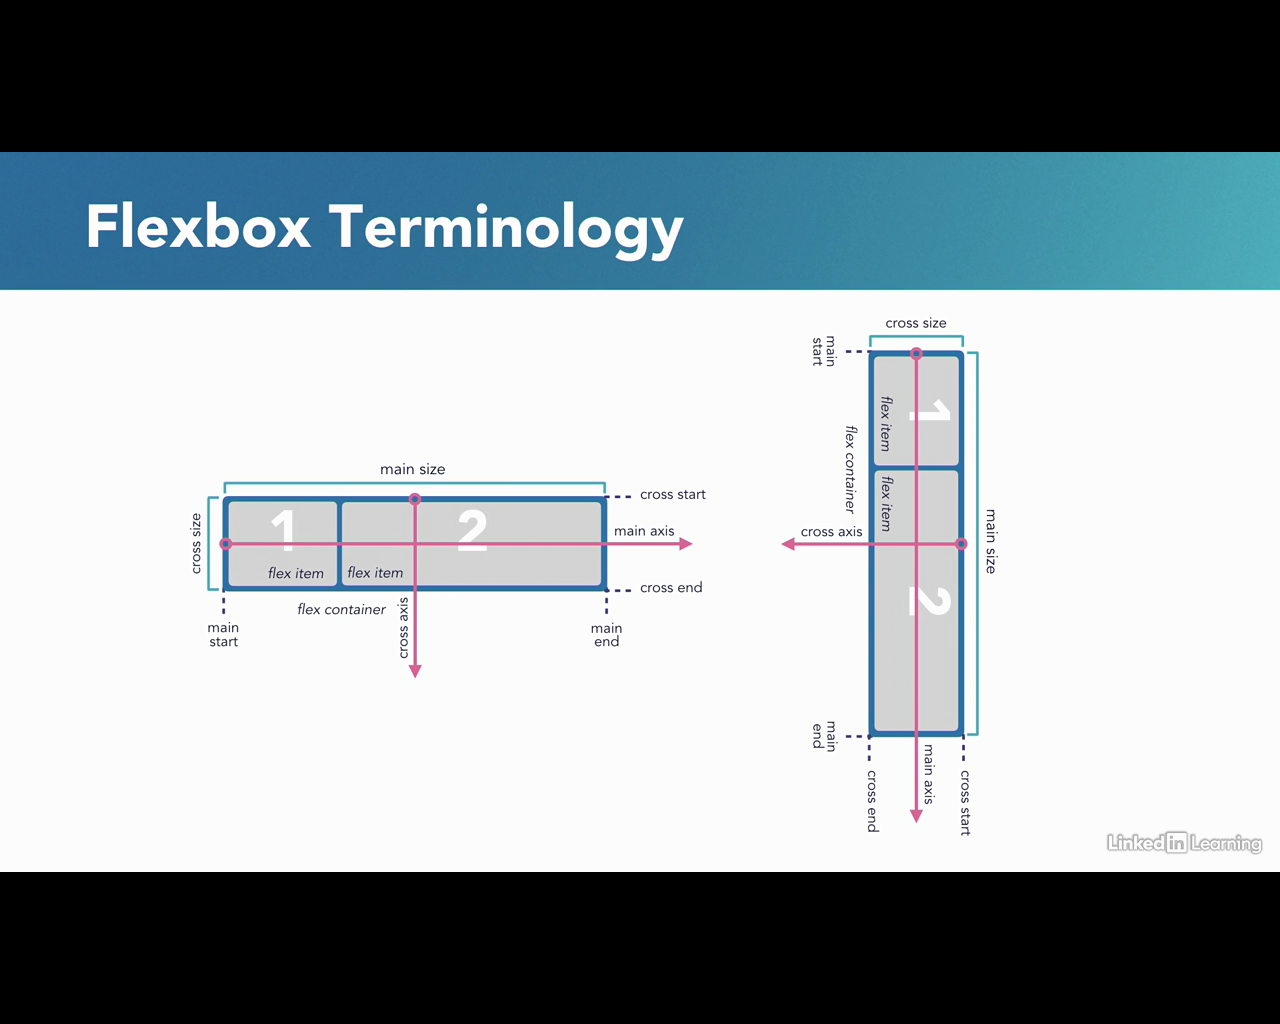 Flexbox Terminology
main size
cross size
cross start
1
2
main axis
flex item
flex item
cross end
flex container
cross axis
main
start
main
end
cross size
main
start
flex item
1
flex container
flex item
cross axis
main size
2
main
end
main axis
cross end
cross start
Linked in Learning